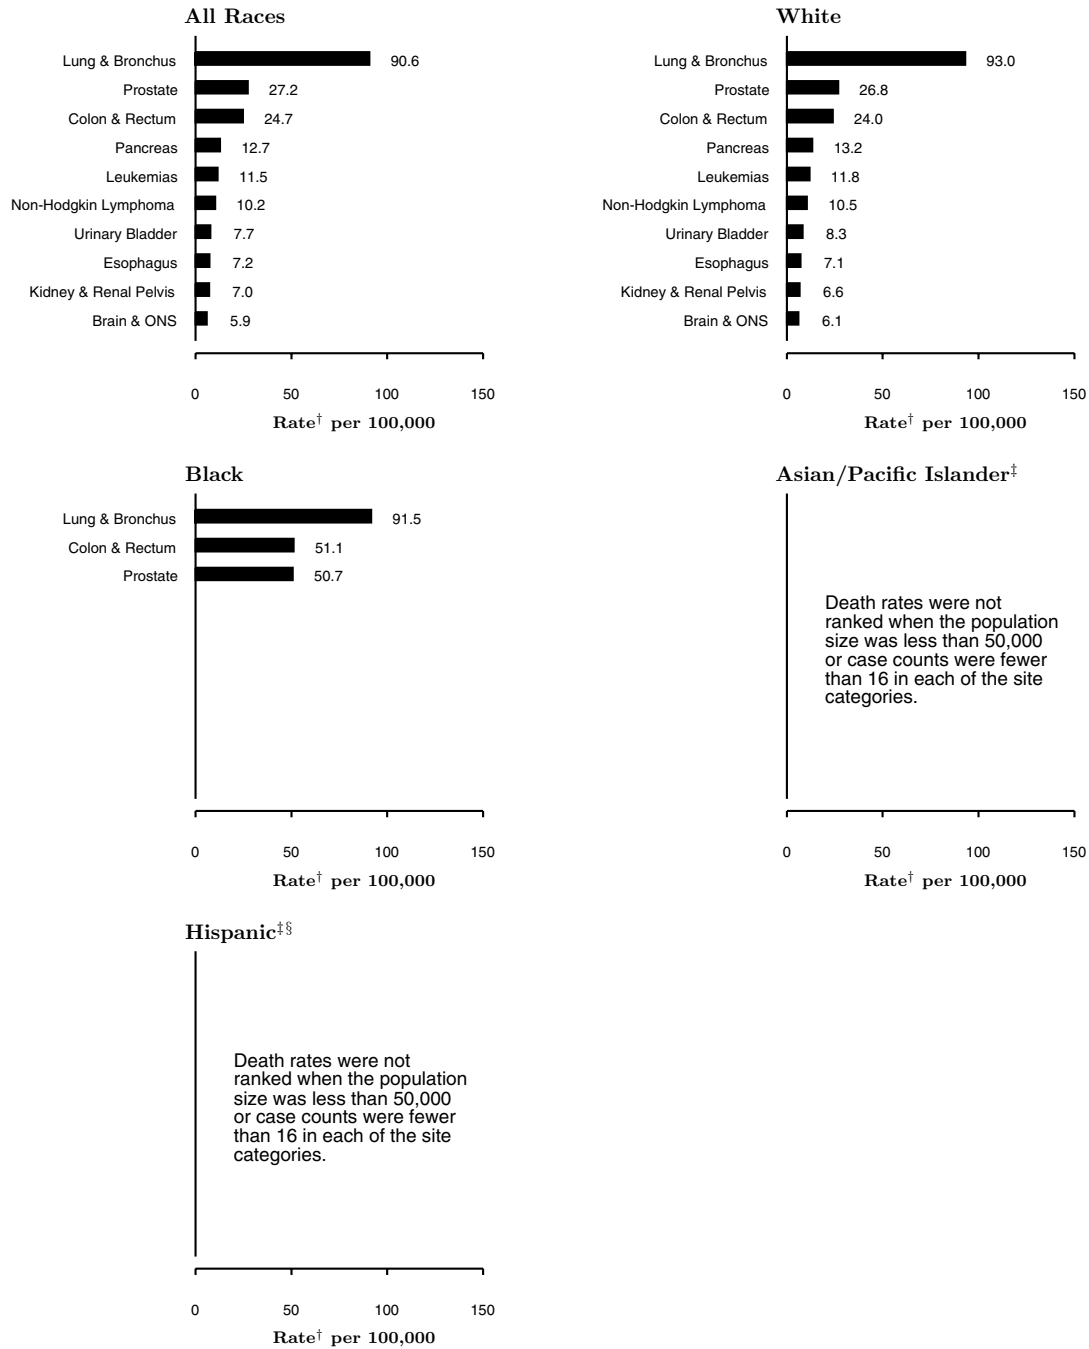 All Races
Lung & Bronchus 90.6
Prostate 27.2
Colon & Rectum 24.7
Pancreas 12.7
Leukemias 11.5
Non-Hodgkin Lymphoma 10.2
Urinary Bladder 7.7
Esophagus 7.2
Kidney & Renal Pelvis 7.0
Brain & ONS 5.9
0 50 100 150
Rate† per 100,000
White
Lung & Bronchus 93.0
Prostate 26.8
Colon & Rectum 24.0
Pancreas 13.2
Leukemias 11.8
Non-Hodgkin Lymphoma 10.5
Urinary Bladder 8.3
Esophagus 7.1
Kidney & Renal Pelvis 6.6
Brain & ONS 6.1
0 50 100 150
Rate† per 100,000
Black
Lung & Bronchus 91.5
Colon & Rectum 51.1
Prostate 50.7
0 50 100 150
Rate† per 100,000
Asian/Pacific Islander‡
Death rates were not
ranked when the population
size was less than 50,000
or case counts were fewer
than 16 in each of the site
categories.
0 50 100 150
Rate† per 100,000
Hispanic‡§
Death rates were not
ranked when the population
size was less than 50,000
or case counts were fewer
than 16 in each of the site
categories.
0 50 100 150
Rate† per 100,000